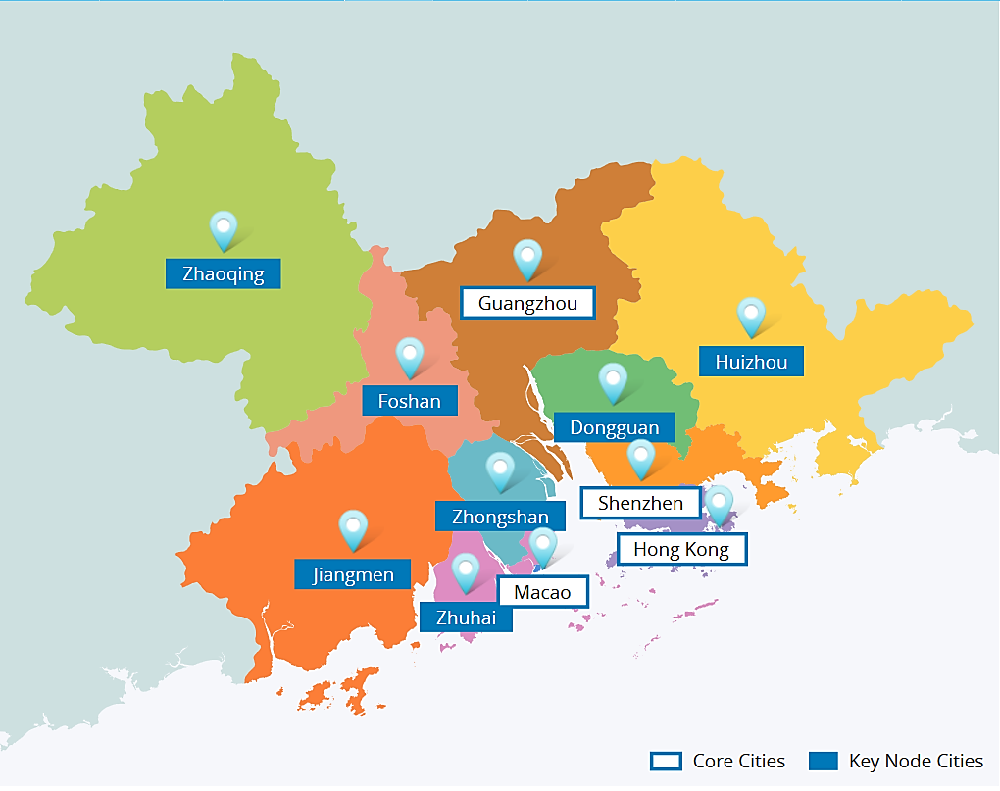 Zhaoqing
Guangzhou
Huizhou
Foshan
Dongguan
Shenzhen
Zhongshan
Hong Kong
Jiangmen
Macao
Zhuhai
Core Cities
Key Node Cities